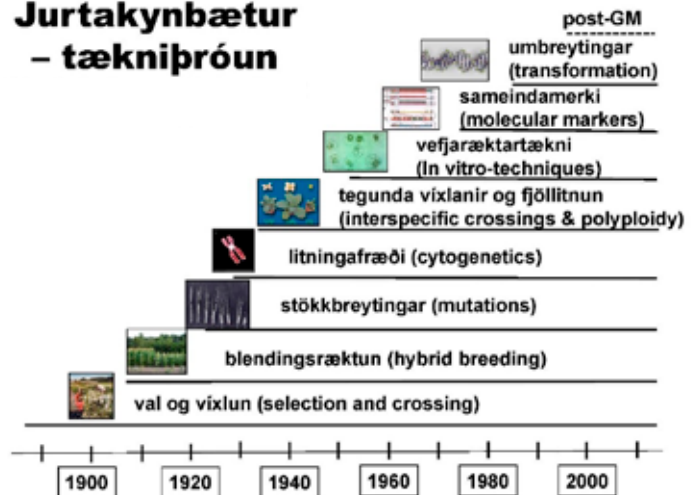 Jurtakynbætur
– tækniþróun
post-GM
umbreytingar
(transformation)
sameindamerki
(molecular markers)
vefjaræktartækni
(In vitro-techniques)
tegunda víxlanir og fjöllitnun
(interspecific crossings & polyploidy)
litningafræði (cytogenetics)
stökkbreytingar (mutations)
blendingsræktun (hybrid breeding)
val og víxlun (selection and crossing)
1900 1920 1940 1960 1980 2000